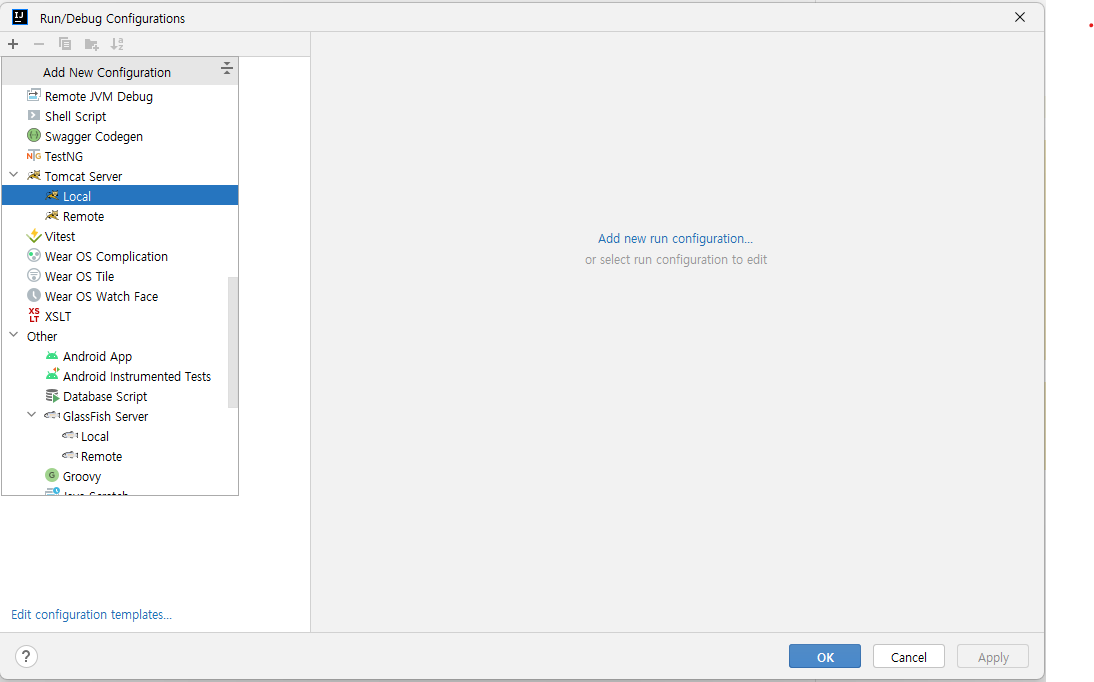 Run/Debug Configurations
Add New Configuration
Remote JVM Debug
Shell Script
Swagger Codegen
TestNG
Tomcat Server
Local
Remote
Vitest
Wear OS Complication
Wear OS Tile
Wear OS Watch Face
XSLT
Other
Android App
Android Instrumented Tests
Database Script
GlassFish Server
Local
Remote
Groovy
Java Scratch
Add new run configuration...
or select run configuration to edit
Edit configuration templates...
?
OK
Cancel
Apply